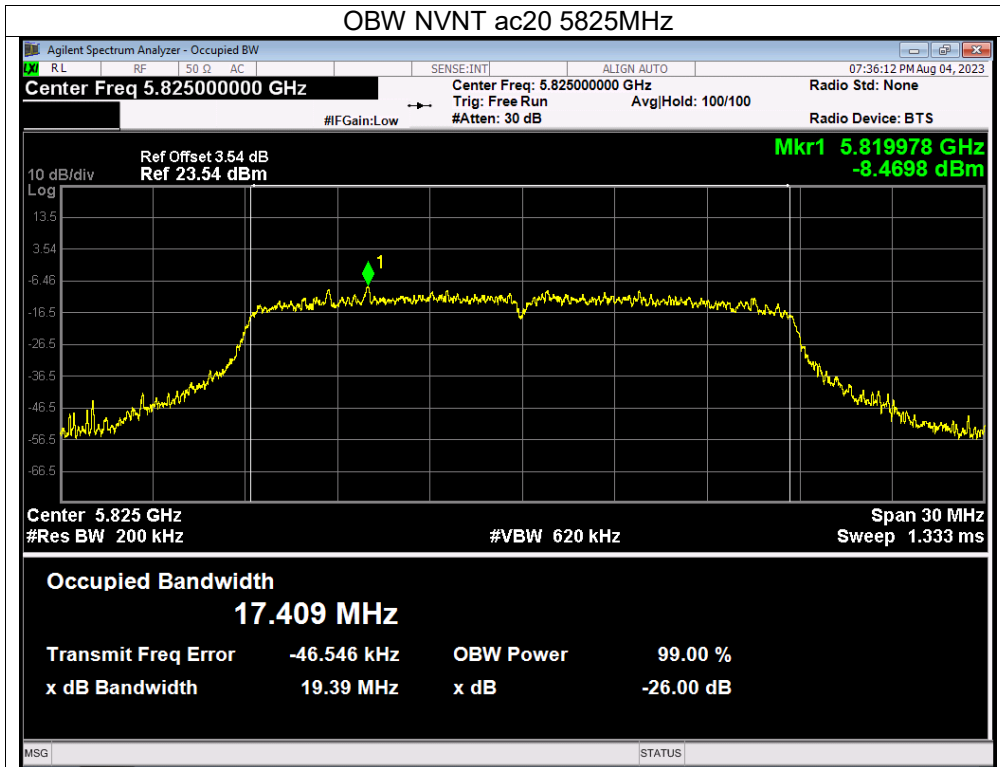 OBW NVNT ac20 5825MHz
Agilent Spectrum Analyzer - Occupied BW
LXI RL RF 50 Ω AC SENSE:INT ALIGN AUTO 07:36:12 PM Aug 04, 2023
Center Freq 5.825000000 GHz Center Freq: 5.825000000 GHz Radio Std: None
Trig: Free Run Avg|Hold: 100/100
#IFGain:Low #Atten: 30 dB Radio Device: BTS
Mkr1 5.819978 GHz
-8.4698 dBm
Ref Offset 3.54 dB
10 dB/div Ref 23.54 dBm
Log
13.5
3.54
1
-6.46
-16.5
-26.5
-36.5
-46.5
-56.5
-66.5
Center 5.825 GHz Span 30 MHz
#Res BW 200 kHz #VBW 620 kHz Sweep 1.333 ms
Occupied Bandwidth
17.409 MHz
Transmit Freq Error -46.546 kHz OBW Power 99.00 %
x dB Bandwidth 19.39 MHz x dB -26.00 dB
MSG STATUS